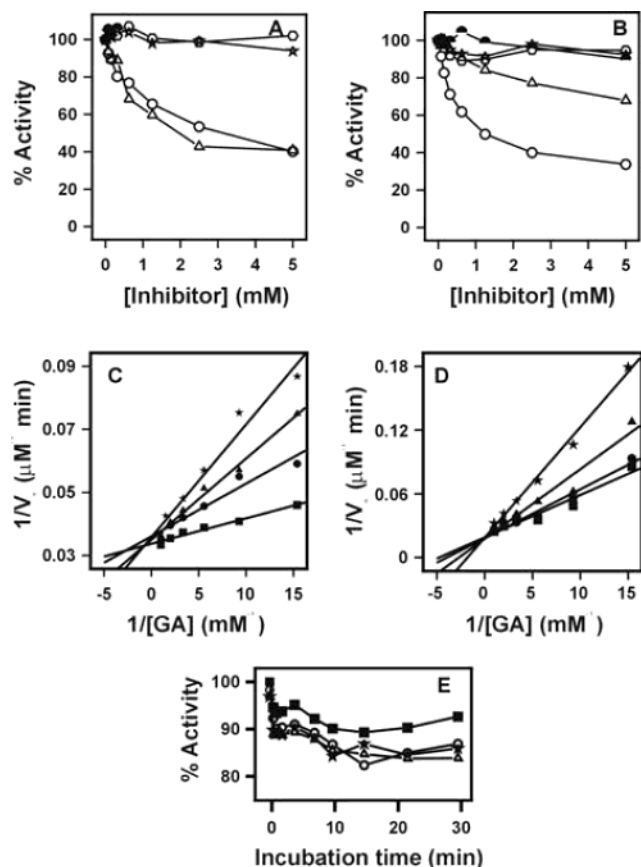 A
100
80
60
40
20
0
% Activity
0 1 2 3 4 5
[Inhibitor] (mM)
B
100
80
60
40
20
0
% Activity
0 1 2 3 4 5
[Inhibitor] (mM)
C
0.09
0.07
0.05
0.03
-5 0 5 10 15
1/[GA] (mM
D
0.18
0.12
0.06
0
-5 0 5 10 15
1/[GA] (mM
E
100
90
80
% Activity
0 10 20 30
Incubation time (min)